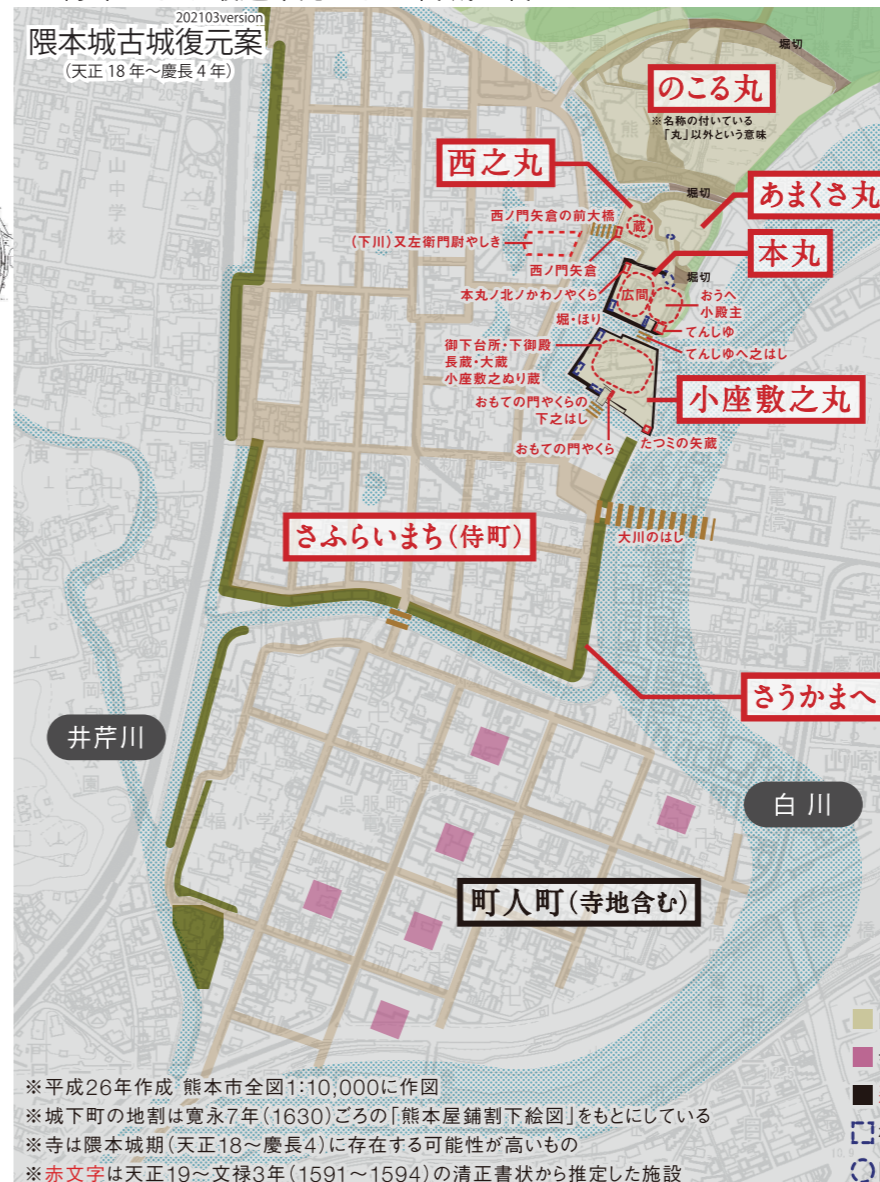 202103version
隈本城古城復元案
(天正18年～慶長4年)
堀切
のこる丸
※名称の付いている
「丸」以外という意味
西之丸
堀切
あまくさ丸
西ノ門矢倉の前大橋
蔵
(下川)又左衛門尉やしき
西ノ門矢倉
本丸
堀切
本丸ノ北ノかわノやくら
広間
おうへ
小殿主
堀・ほり
てんしゆ
てんしゆへ之はし
御下台所・下御殿
長蔵・大蔵
小座敷之ぬり蔵
小座敷之丸
おもての門やくらの
下之はし
おもての門やくら
たつミの矢蔵
さふらいまち(侍町)
大川のはし
さうかまへ
井芹川
白川
町人町(寺地含む)
西山中学校
呉服町
※平成26年作成 熊本市全図1:10,000に作図
※城下町の地割は寛永7年(1630)ごろの「熊本屋鋪割下絵図」をもとにしている
※寺は隈本城期(天正18～慶長4)に存在する可能性が高いもの
※赤文字は天正19～文禄3年(1591～1594)の清正書状から推定した施設